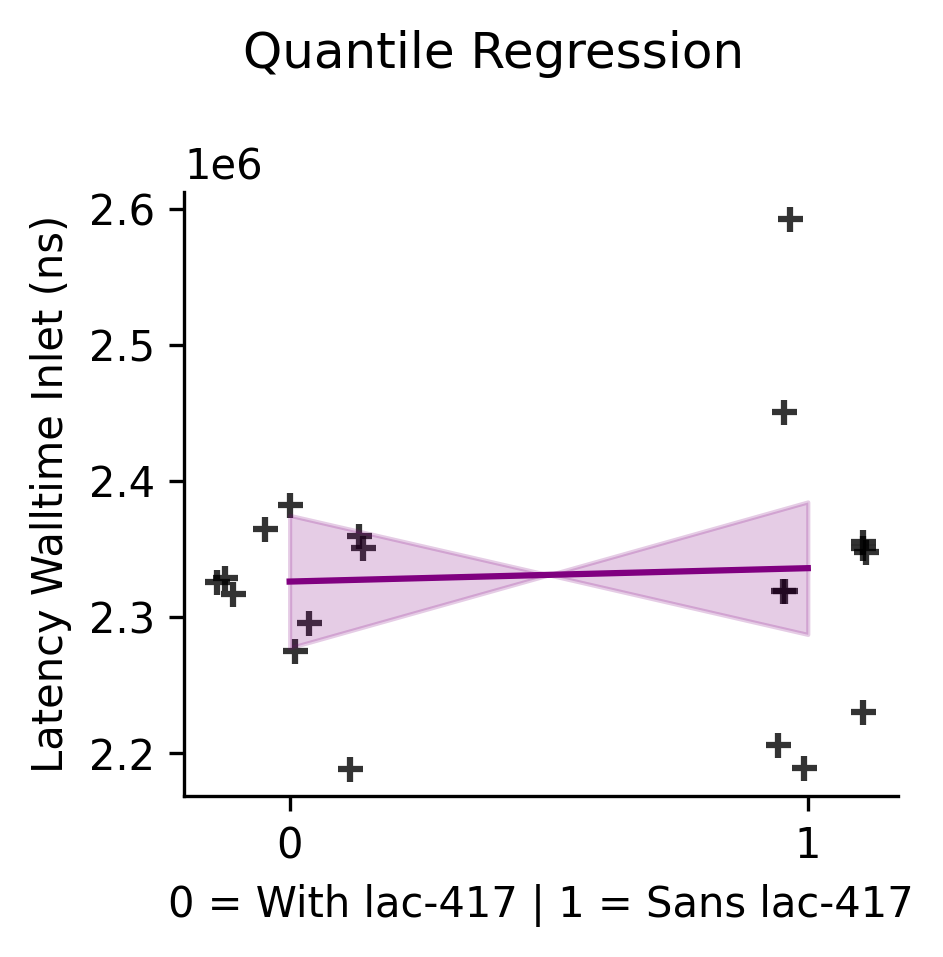 Quantile Regression
1e6
2.6
2.5
2.4
2.3
2.2
Latency Walltime Inlet (ns)
0 1
0 = With lac-417 | 1 = Sans lac-417